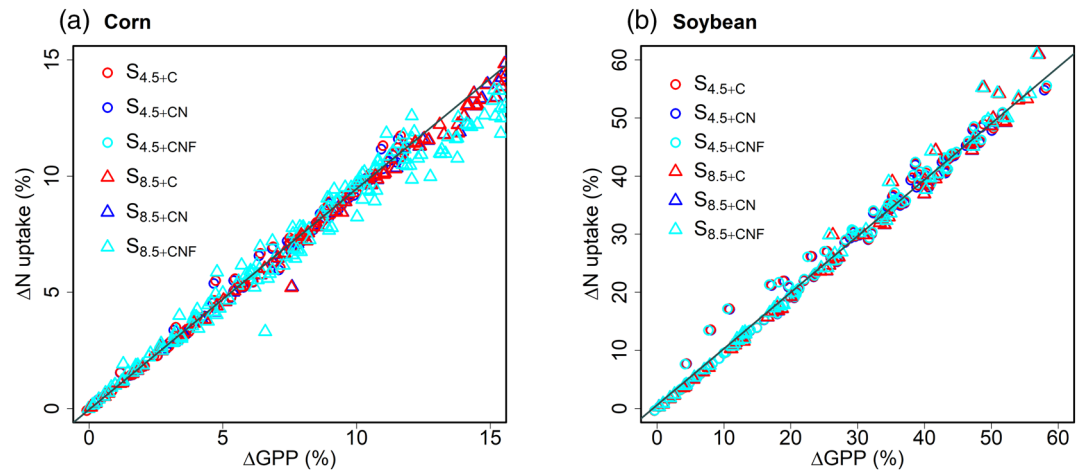 (a) Corn
ΔN uptake (%)
15
10
5
0
S4.5+C
S4.5+CN
S4.5+CNF
S8.5+C
S8.5+CN
S8.5+CNF
0 5 10 15
ΔGPP (%)
(b) Soybean
ΔN uptake (%)
60
50
40
30
20
10
0
S4.5+C
S4.5+CN
S4.5+CNF
S8.5+C
S8.5+CN
S8.5+CNF
0 10 20 30 40 50 60
ΔGPP (%)